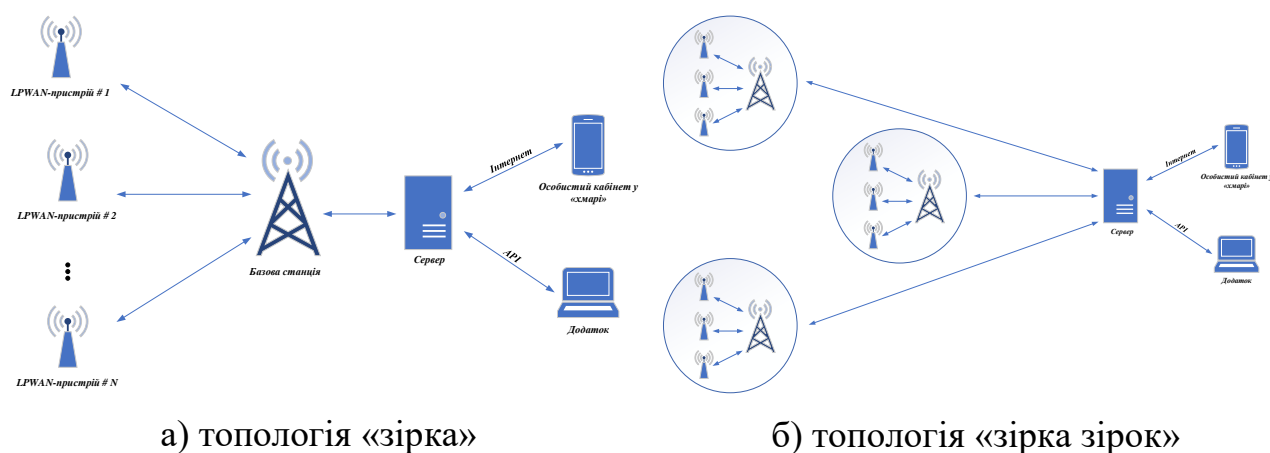 LPWAN-пристрій # 1
LPWAN-пристрій # 2
LPWAN-пристрій # N
Базова станція
Сервер
Інтернет
Особистий кабінет у
«хмарі»
API
Додаток
Сервер
Інтернет
Особистий кабінет у
«хмарі»
API
Додаток
а) топологія «зірка»
б) топологія «зірка зірок»